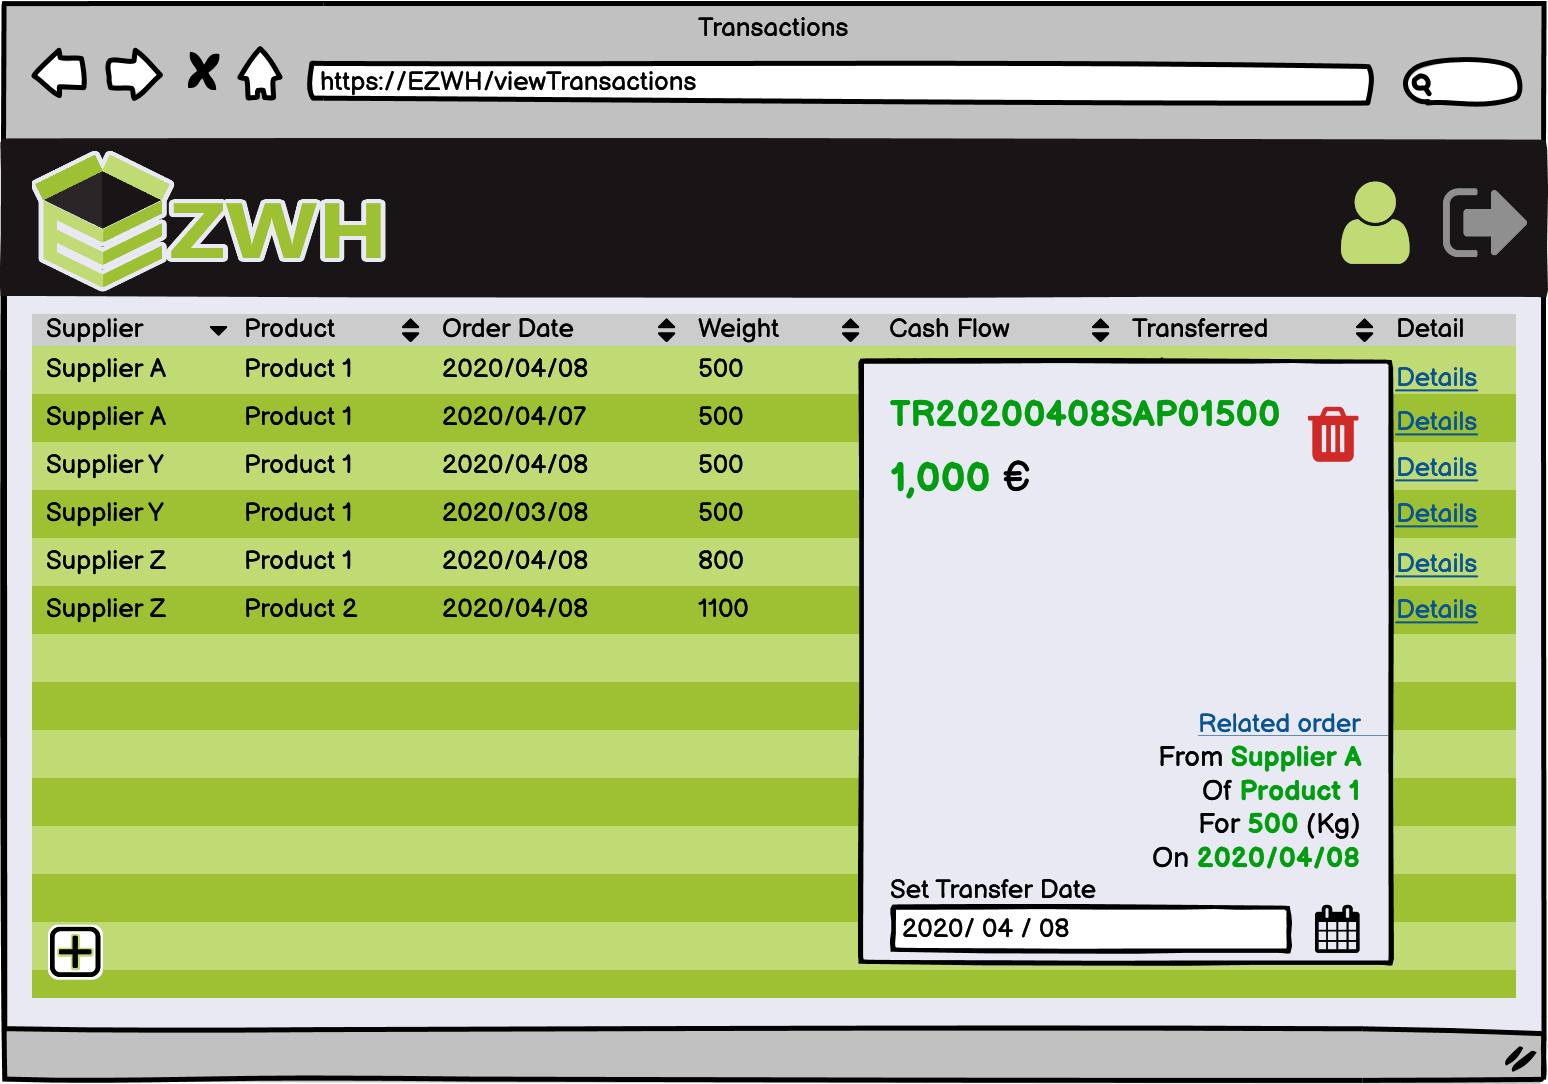 Transactions
https://EZWH/viewTransactions
EZWH
Supplier Product Order Date Weight Cash Flow Transferred Detail
Supplier A Product 1 2020/04/08 500 Details
Supplier A Product 1 2020/04/07 500 Details
Supplier Y Product 1 2020/04/08 500 Details
Supplier Y Product 1 2020/03/08 500 Details
Supplier Z Product 1 2020/04/08 800 Details
Supplier Z Product 2 2020/04/08 1100 Details
TR20200408SAP01500
1,000 €
Related order
From Supplier A
Of Product 1
For 500 (Kg)
On 2020/04/08
Set Transfer Date
2020/ 04 / 08